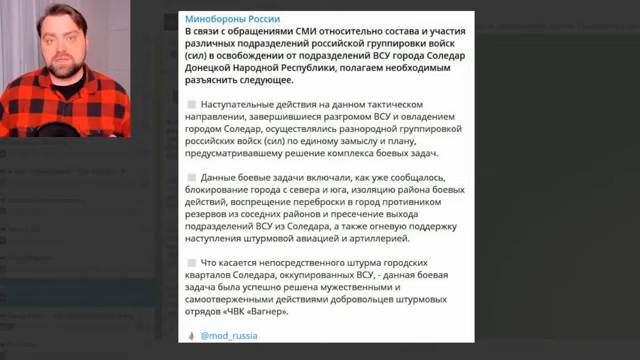 Минобороны России
В связи с обращениями СМИ относительно состава и участия
различных подразделений российской группировки войск
(сил) в освобождении от подразделений ВСУ города Соледар
Донецкой Народной Республики, полагаем необходимым
разъяснить следующее.
Наступательные действия на данном тактическом
направлении, завершившиеся разгромом ВСУ и овладением
городом Соледар, осуществлялись разнородной группировкой
российских войск (сил) по единому замыслу и плану,
предусматривавшему решение комплекса боевых задач.
Данные боевые задачи включали, как уже сообщалось,
блокирование города с севера и юга, изоляцию района боевых
действий, воспрещение переброски в город противником
резервов из соседних районов и пресечение выхода
подразделений ВСУ из Соледара, а также огневую поддержку
наступления штурмовой авиацией и артиллерией.
Что касается непосредственного штурма городских
кварталов Соледара, оккупированных ВСУ, - данная боевая
задача была успешно решена мужественными и
самоотверженными действиями добровольцев штурмовых
отрядов «ЧВК «Вагнер».
@mod_russia